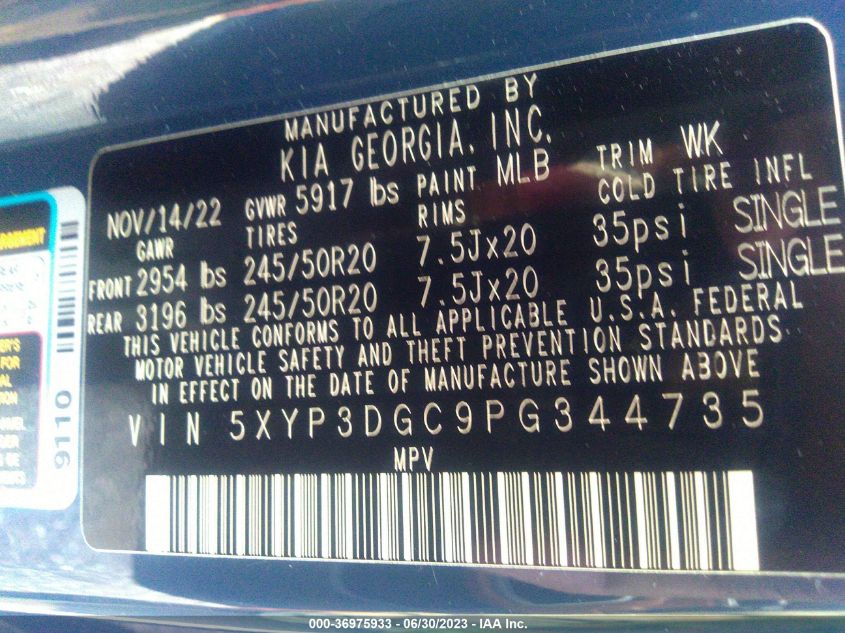 MANUFACTURED BY
KIA GEORGIA, INC.
NOV/14/22 GVWR 5917 lbs PAINT MLB TRIM WK
GAWR TIRES RIMS COLD TIRE INFL
FRONT 2954 lbs 245/50R20 7.5Jx20 35psi SINGLE
REAR 3196 lbs 245/50R20 7.5Jx20 35psi SINGLE
THIS VEHICLE CONFORMS TO ALL APPLICABLE U.S.A. FEDERAL
MOTOR VEHICLE SAFETY AND THEFT PREVENTION STANDARDS
IN EFFECT ON THE DATE OF MANUFACTURE SHOWN ABOVE
VIN 5XYP3DGC9PG344735
MPV
9110
000-36975933 - 06/30/2023 - IAA Inc.